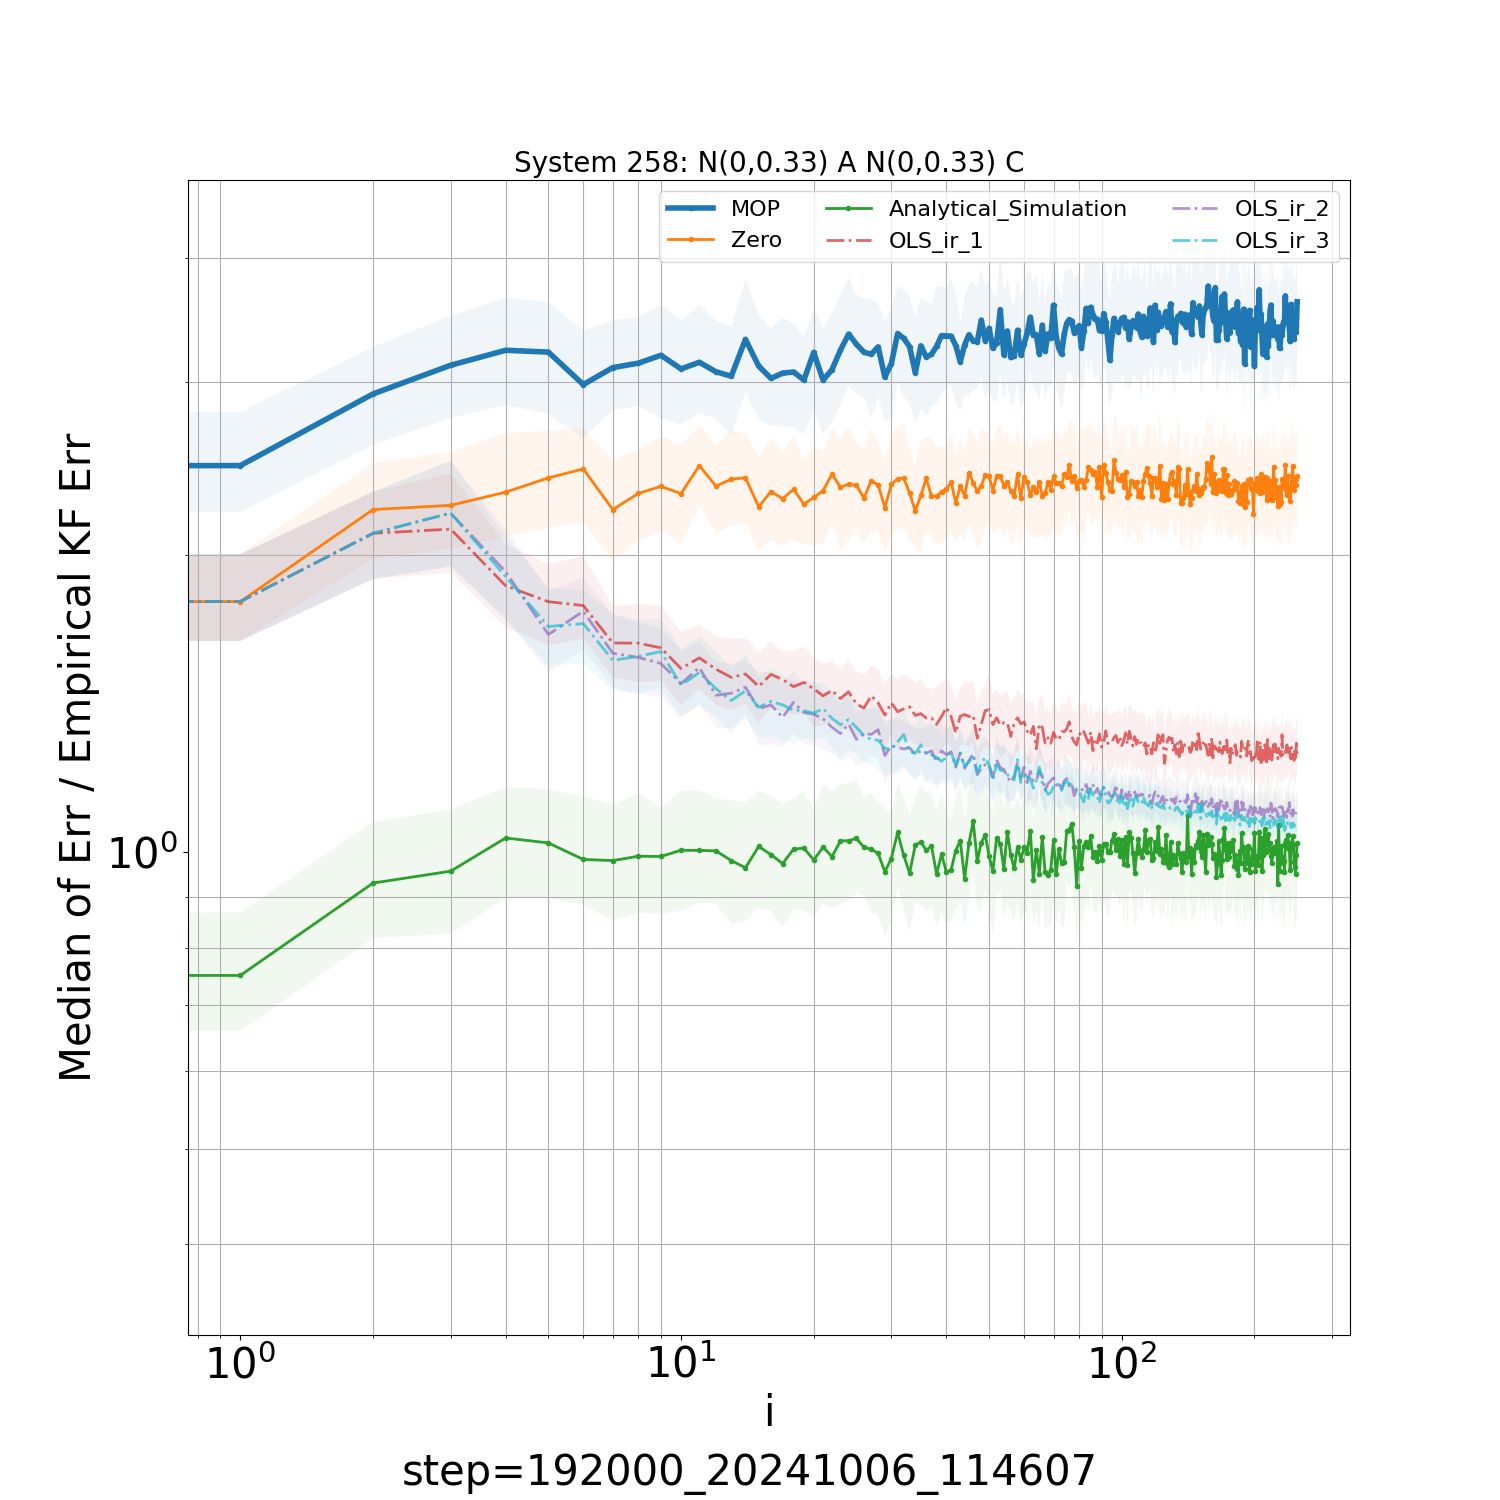 System 258: N(0,0.33) A N(0,0.33) C
MOP
Zero
Analytical_Simulation
OLS_ir_1
OLS_ir_2
OLS_ir_3
Median of Err / Empirical KF Err
10⁰
10⁰ 10¹ 10²
i
step=192000_20241006_114607